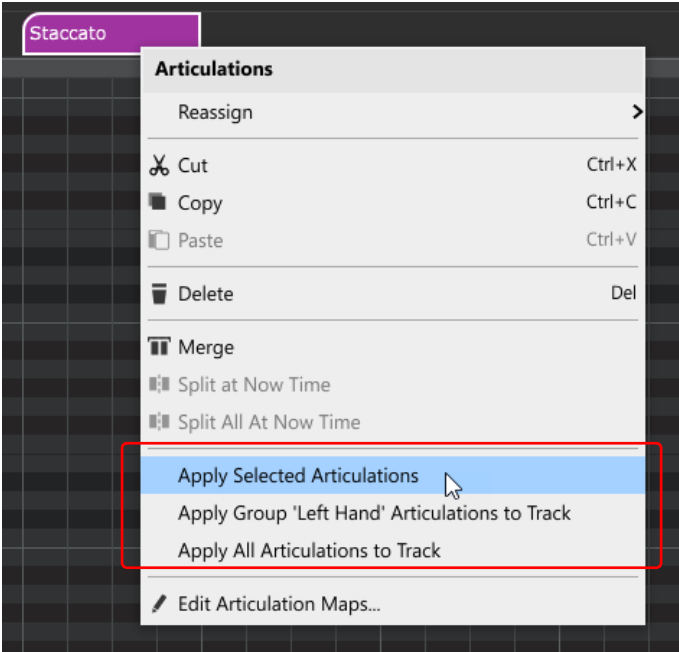 Staccato
Articulations
Reassign
Cut Ctrl+X
Copy Ctrl+C
Paste Ctrl+V
Delete Del
Merge
Split at Now Time
Split All At Now Time
Apply Selected Articulations
Apply Group 'Left Hand' Articulations to Track
Apply All Articulations to Track
Edit Articulation Maps...